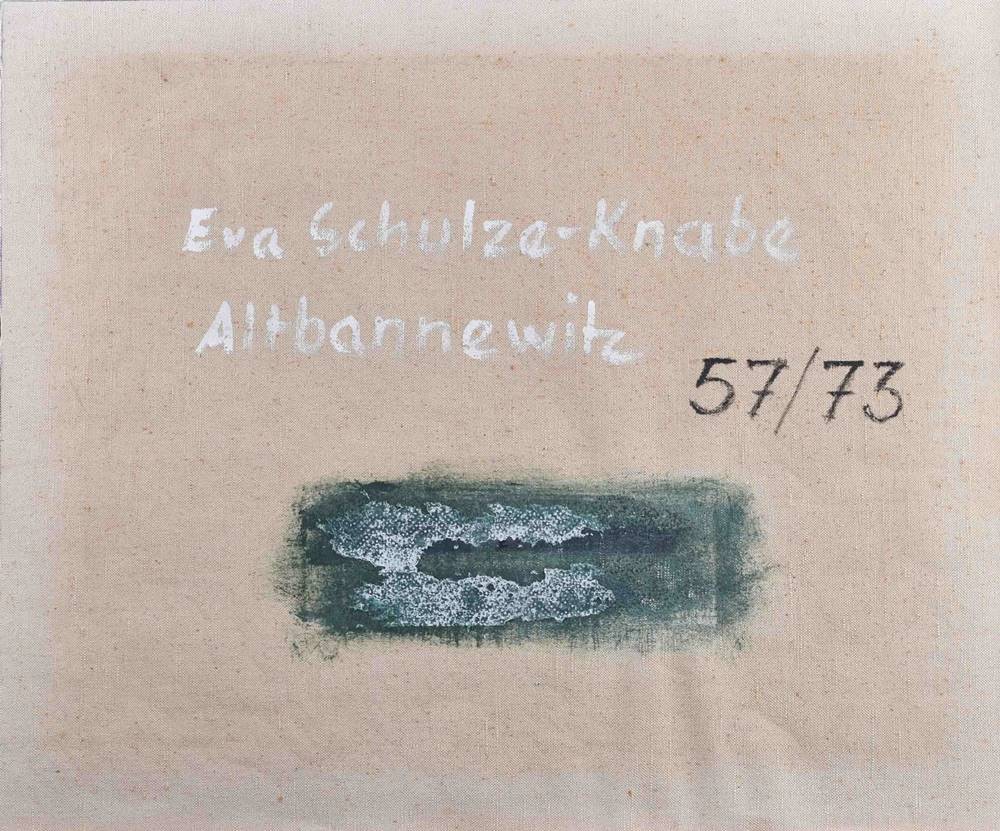 Eva Schulze-Knabe
Altbannewitz
57/73